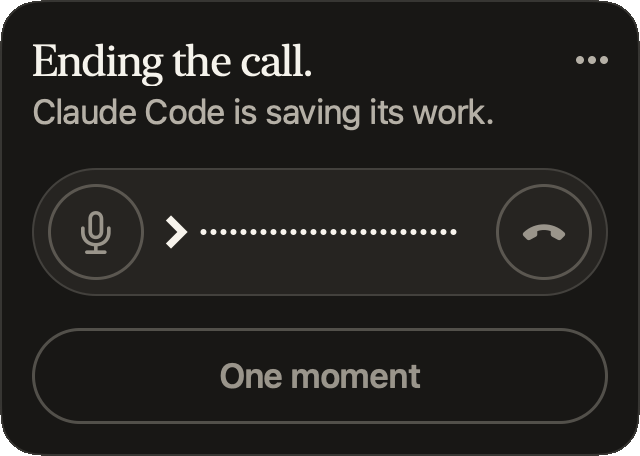 Ending the call.
Claude Code is saving its work.
One moment